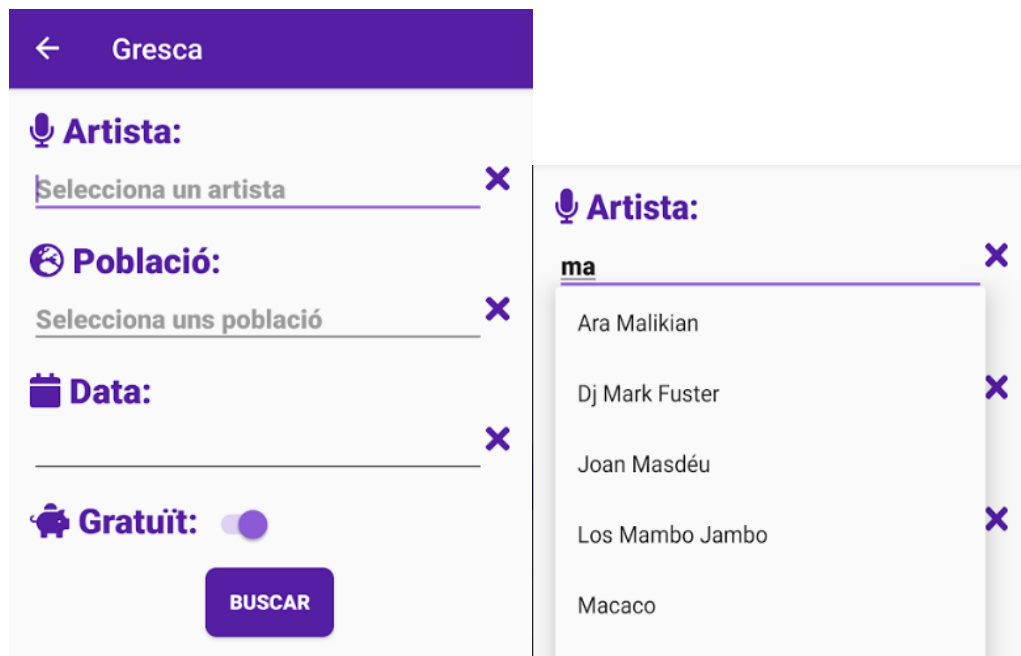 Gresca
Artista:
Selecciona un artista
Població:
Selecciona uns població
Data:
Gratuït:
BUSCAR
Artista:
ma
Ara Malikian
Dj Mark Fuster
Joan Masdéu
Los Mambo Jambo
Macaco